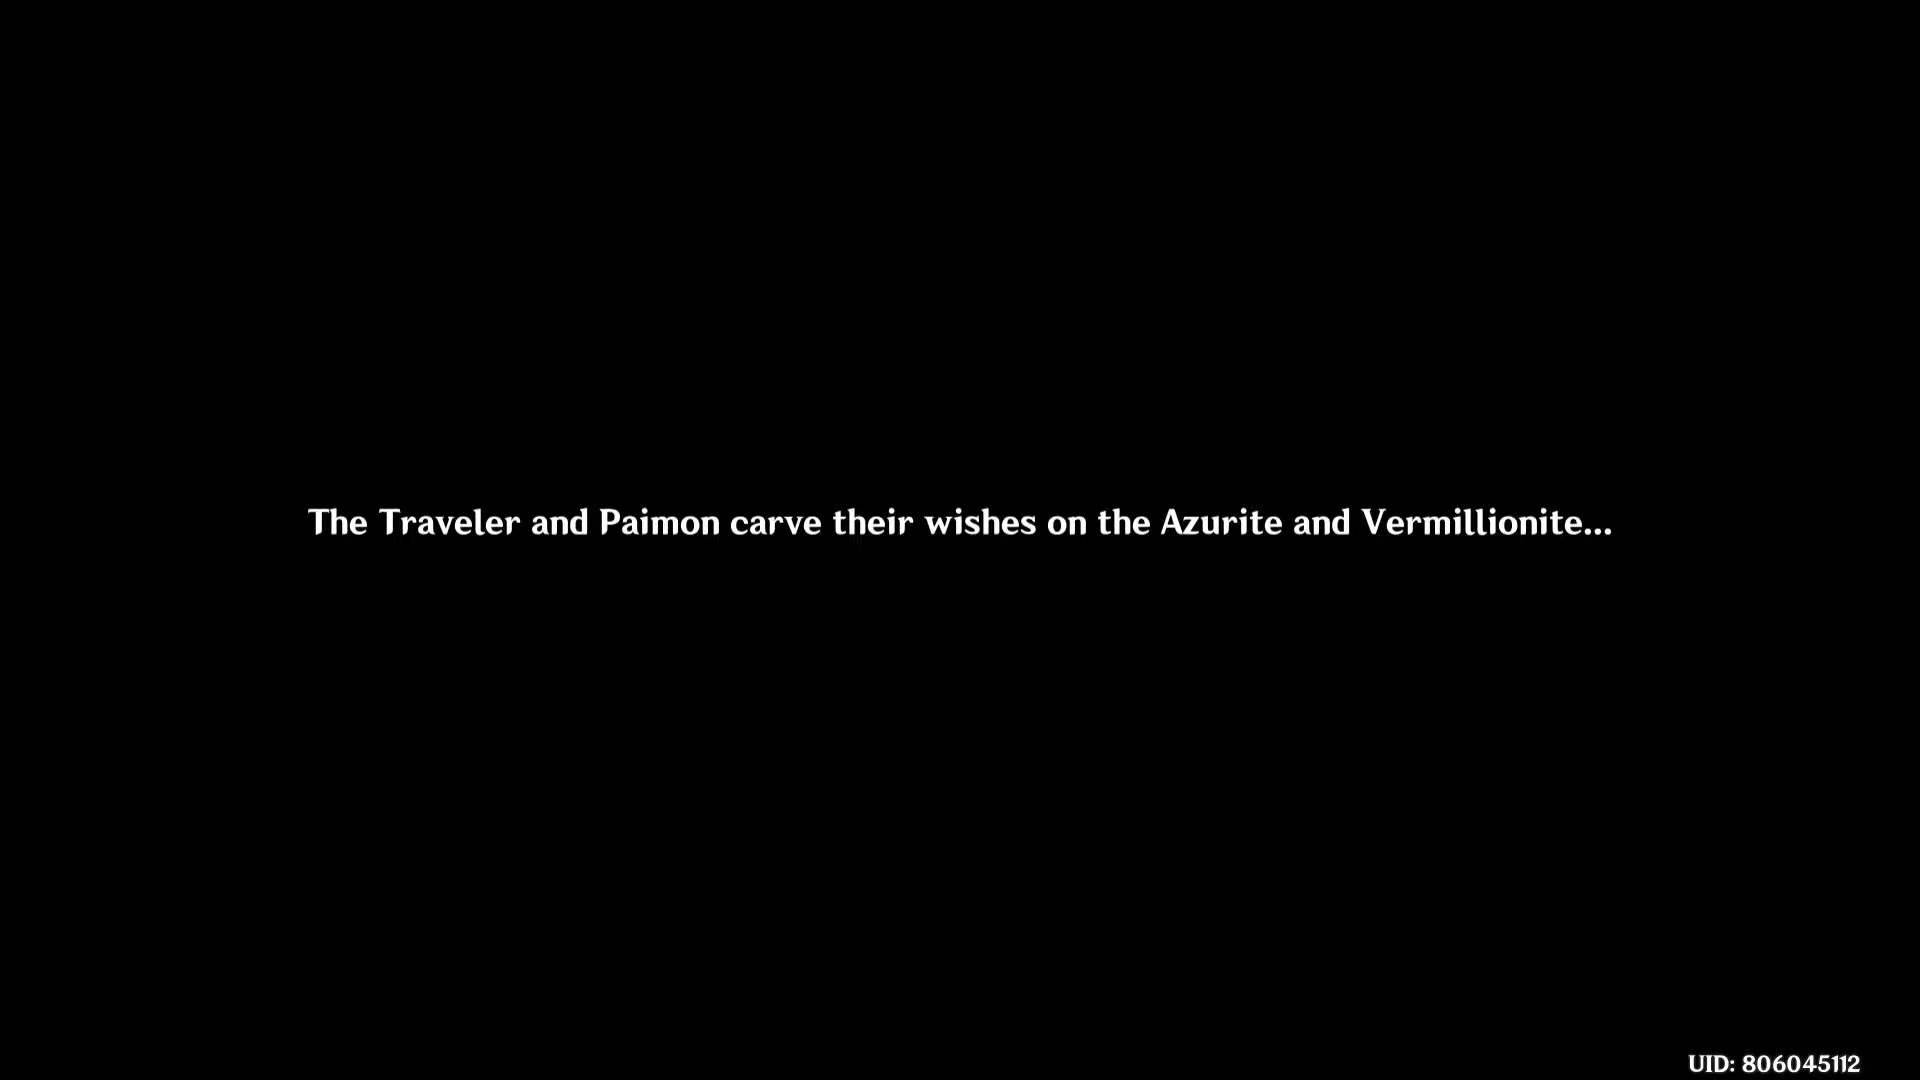 The Traveler and Paimon carve their wishes on the Azurite and Vermillionite...
UID: 806045112